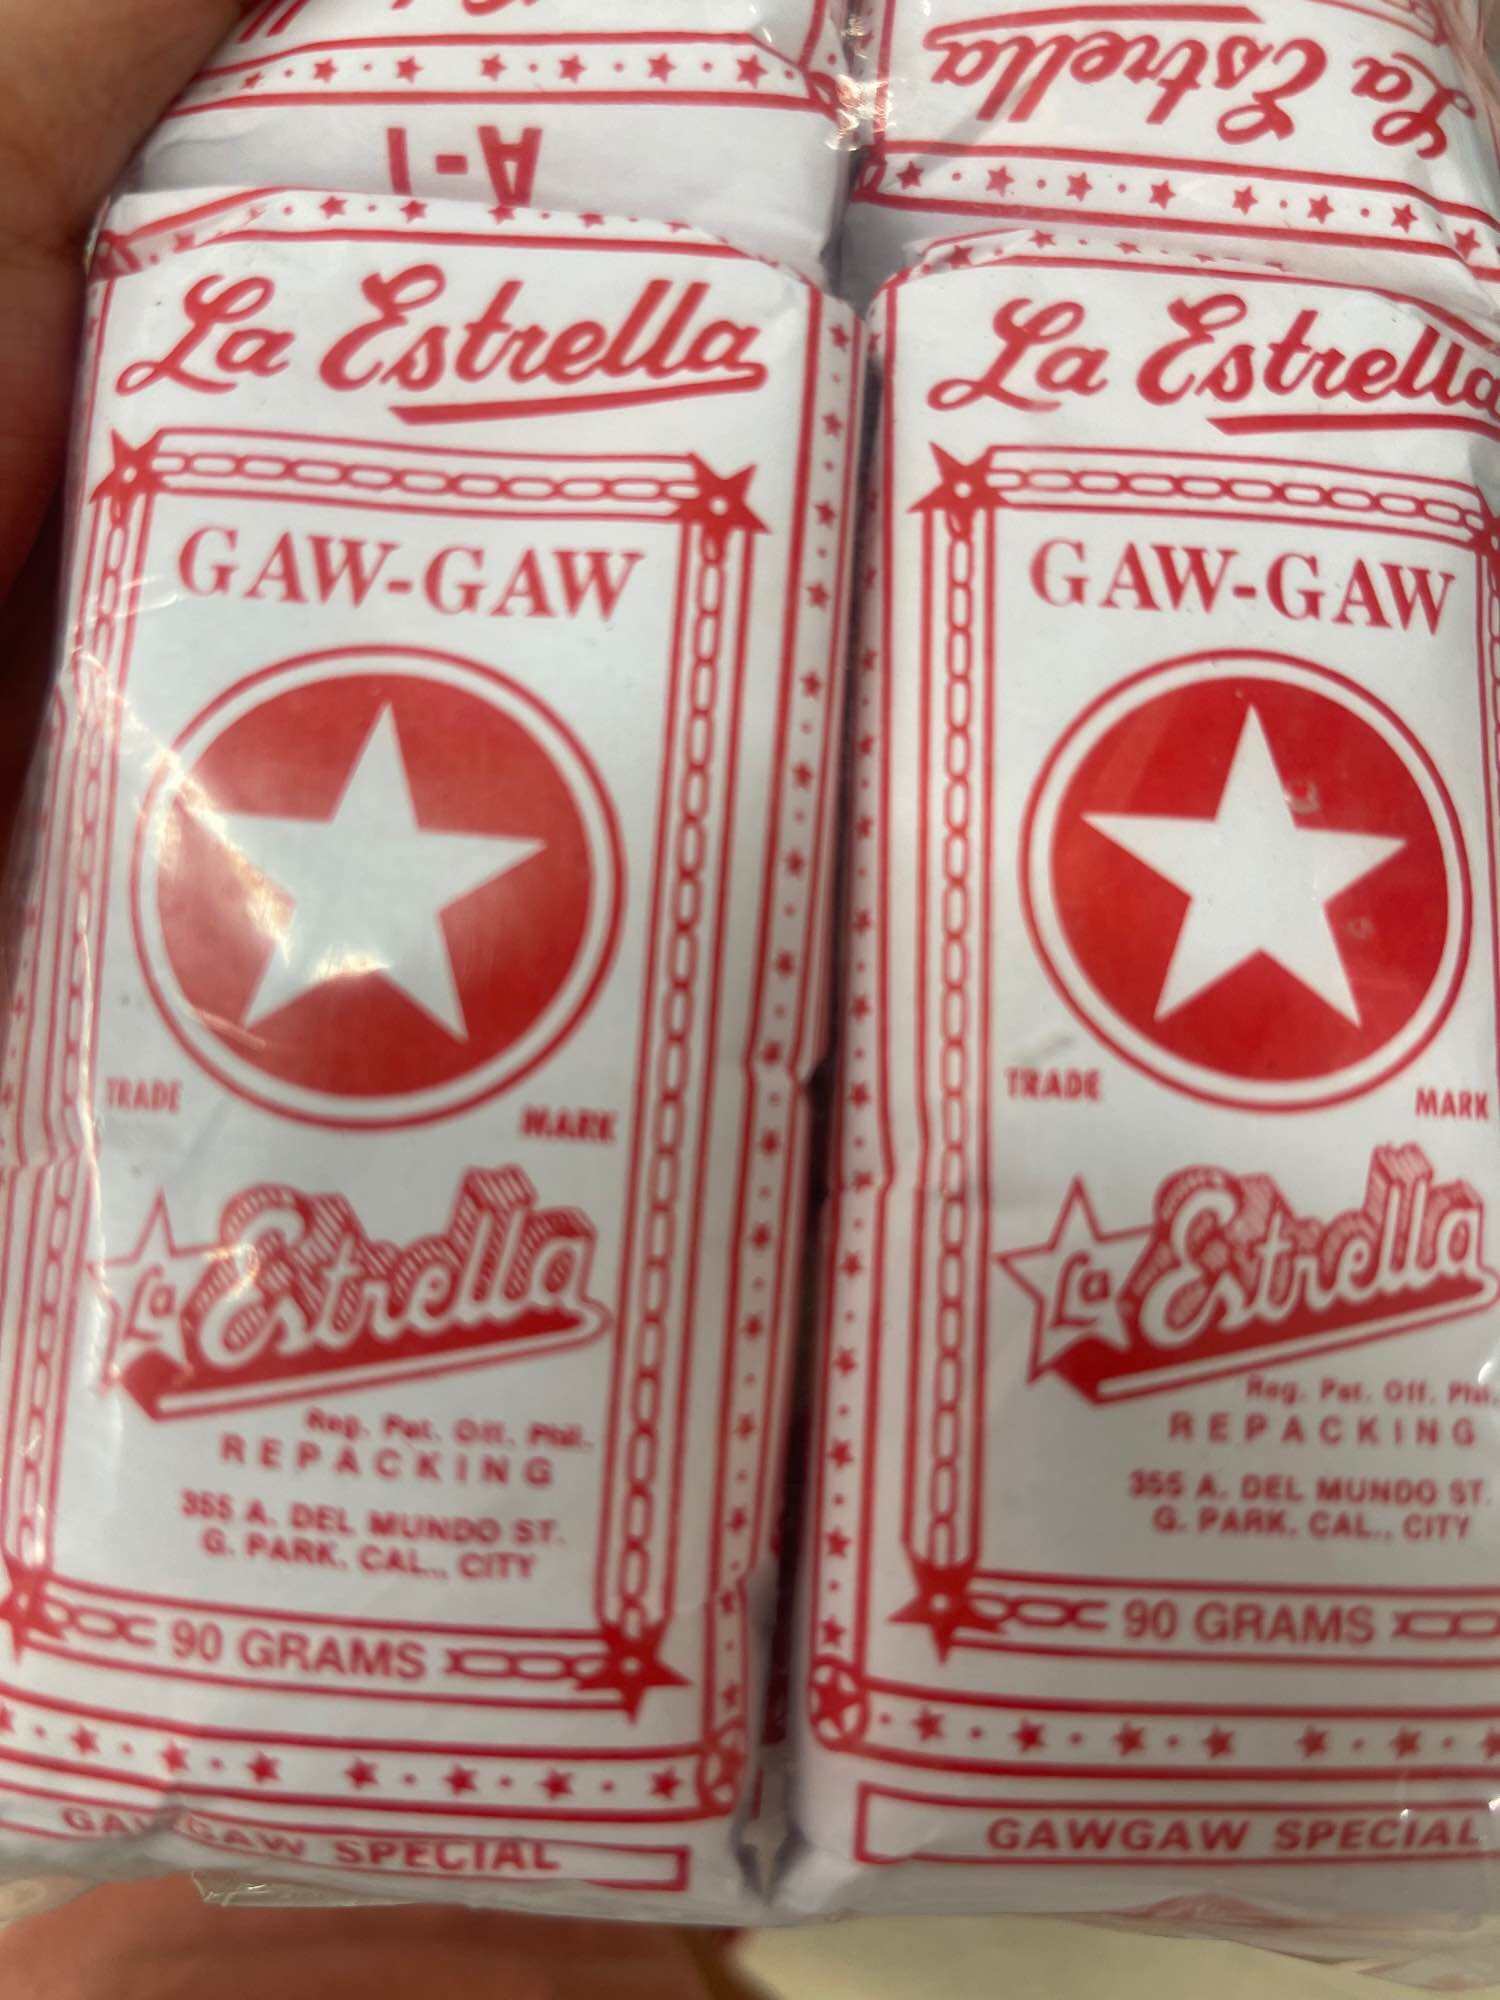 La Estrella
A-1
La Estrella
GAW-GAW
TRADE MARK
La Estrella
Reg. Pat. Off. Phil.
REPACKING
355 A. DEL MUNDO ST.
G. PARK. CAL., CITY
90 GRAMS
GAWGAW SPECIAL
La Estrella
GAW-GAW
TRADE MARK
La Estrella
Reg. Pat. Off. Phil.
REPACKING
355 A. DEL MUNDO ST.
G. PARK. CAL., CITY
90 GRAMS
GAWGAW SPECIAL